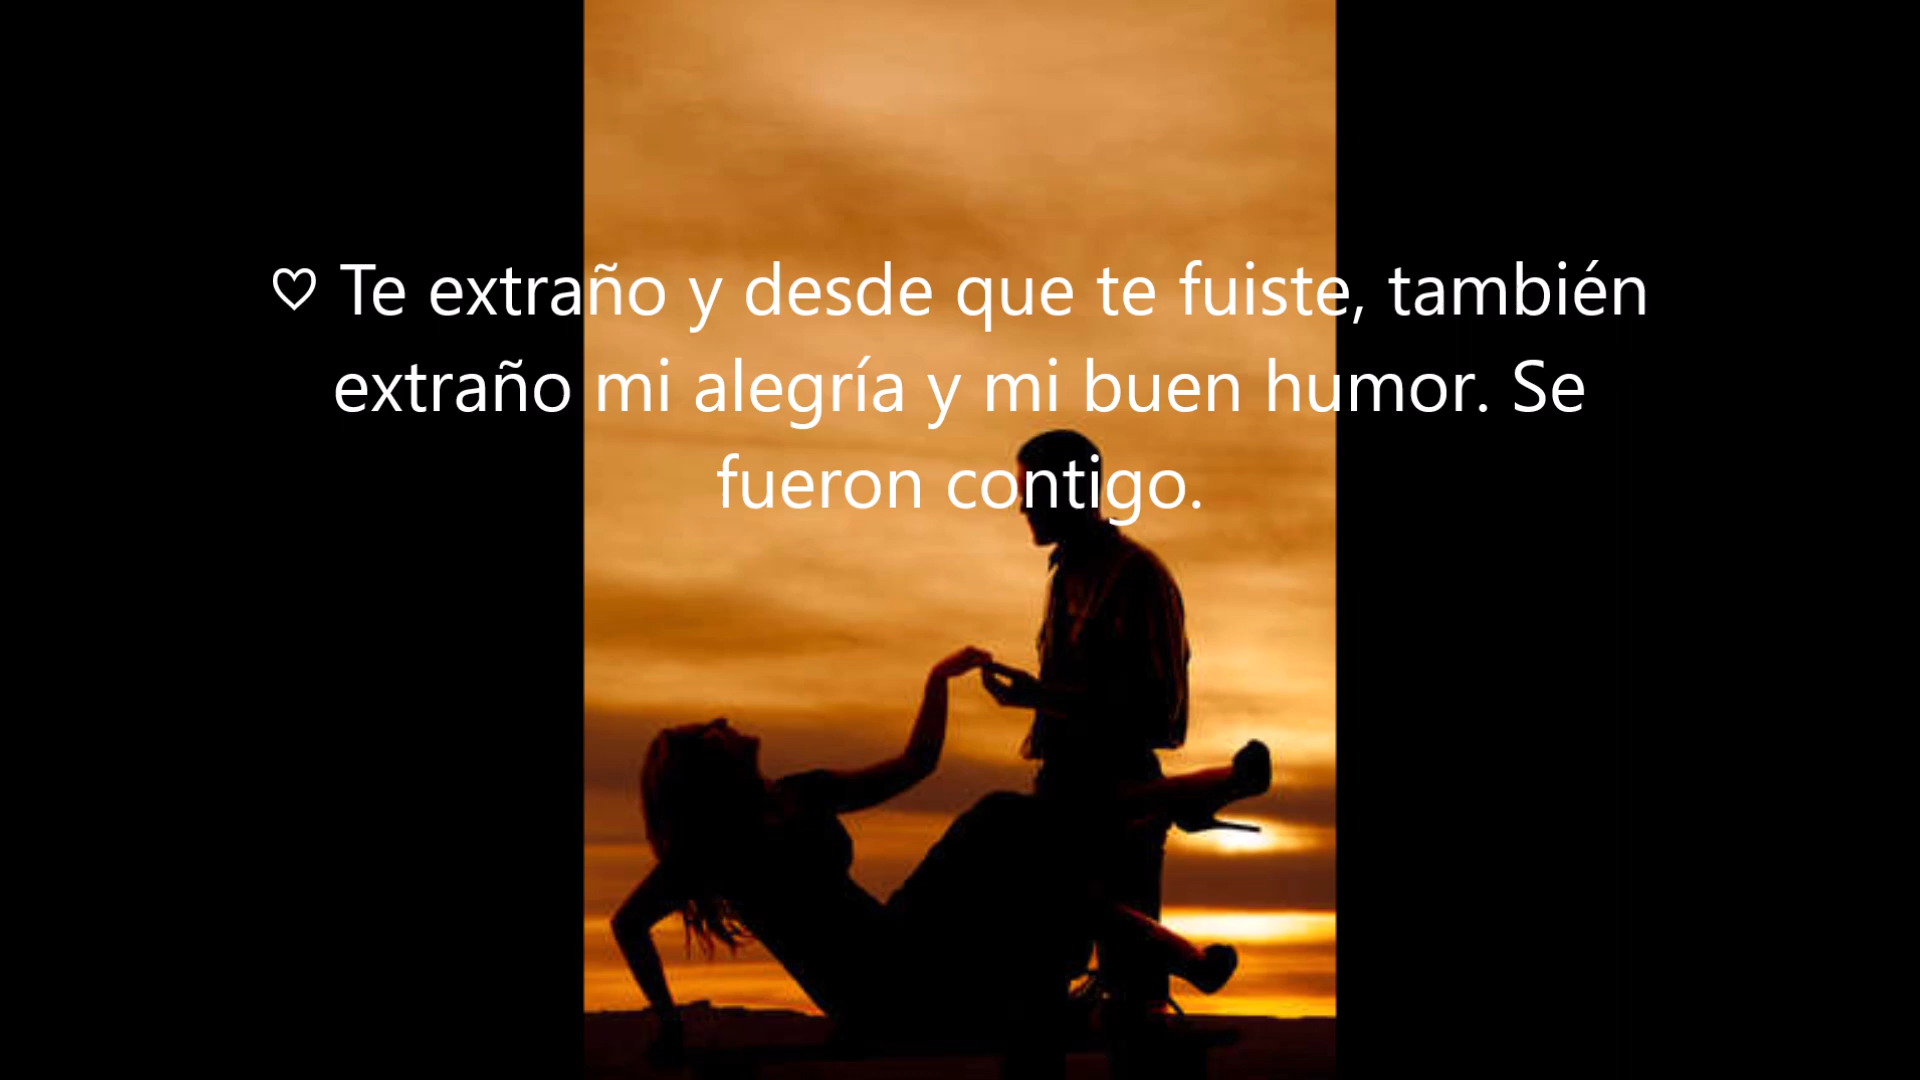 ♡ Te extraño y desde que te fuiste, también
extraño mi alegría y mi buen humor. Se
fueron contigo.